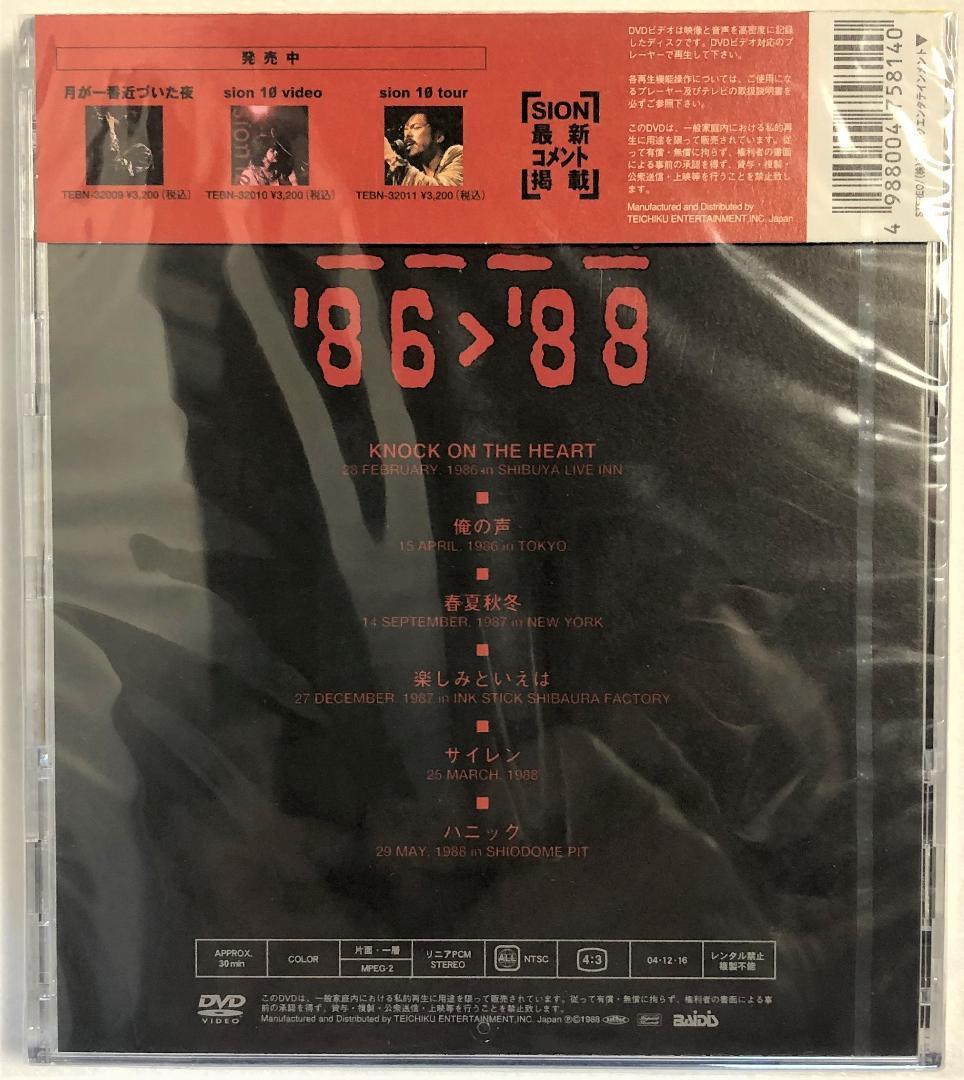 発売中
月が一番近づいた夜
sion 10 video
sion 10 tour
TEBN-32009 ¥3,200 (税込)
TEBN-32010 ¥3,200 (税込)
TEBN-32011 ¥3,200 (税込)
[SION]
最新
コメント
掲載
DVDビデオは映像と音声を高密度に記録
したディスクです。DVDビデオ対応のプ
レーヤーで再生して下さい。
各再生機能操作については、ご使用にな
るプレーヤー及びテレビの取扱説明書を
必ずご参照下さい。
このDVDは、一般家庭内における私的再
生に用途を限って販売されています。従
って有償・無償に拘らず、権利者の書面
による事前の承認を得ず、貸与・複製・
公衆送信・上映等を行うことを禁止致し
ます。
Manufactured and Distributed by
TEICHIKU ENTERTAINMENT,INC. Japan
4 988004 758140
エンタテインメント▼
'86>'88
KNOCK ON THE HEART
28 FEBRUARY. 1986 in SHIBUYA LIVE INN
俺の声
15 APRIL. 1986 in TOKYO
春夏秋冬
14 SEPTEMBER. 1987 in NEW YORK
楽しみといえば
27 DECEMBER. 1987 in INK STICK SHIBAURA FACTORY
サイレン
25 MARCH. 1988
ハニック
29 MAY. 1988 in SHIODOME PIT
APPROX.
30 min
COLOR
片面・一層
MPEG-2
リニアPCM
STEREO
ALL NTSC
4:3
04・12・16
レンタル禁止
複製不能
DVD
VIDEO
このDVDは、一般家庭内における私的再生に用途を限って販売されています。従って有償・無償に拘らず、権利者の書面による事
前の承認を得ず、貸与・複製・公衆送信・上映等を行うことを禁止致します。
Manufactured and Distributed by TEICHIKU ENTERTAINMENT,INC. Japan ℗©1988
BAIDIS